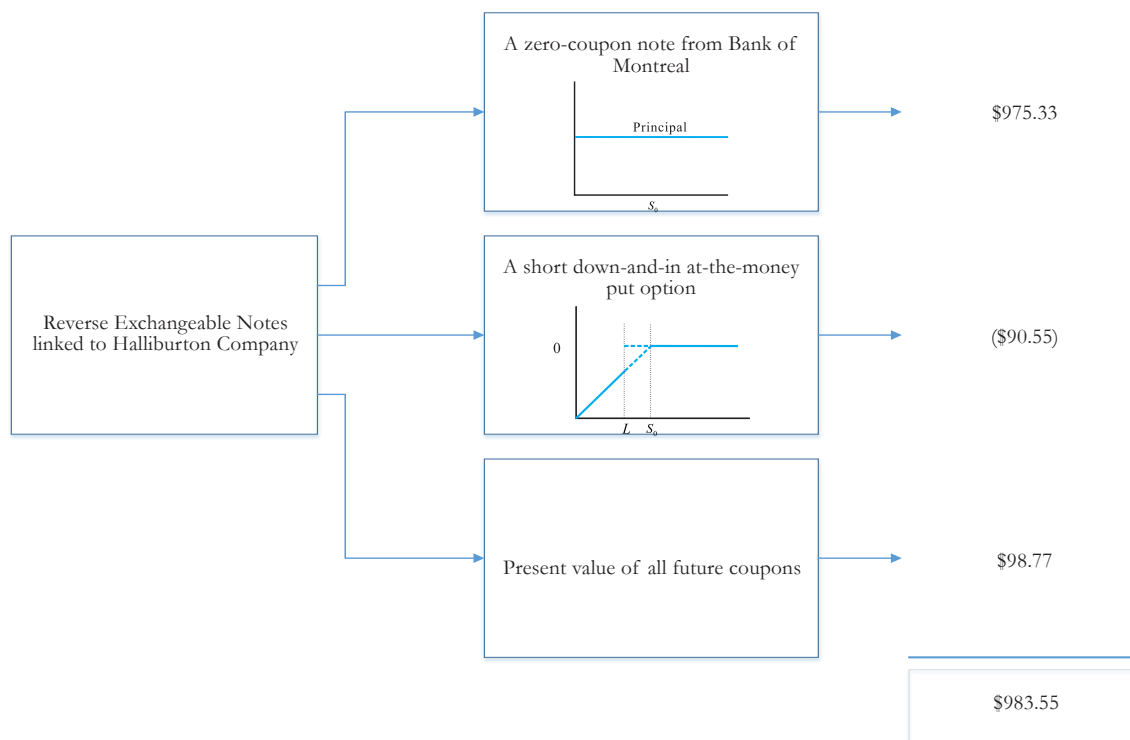 A zero-coupon note from Bank of
Montreal
Principal
S₀
$975.33
Reverse Exchangeable Notes
linked to Halliburton Company
A short down-and-in at-the-money
put option
0
L S₀
($90.55)
Present value of all future coupons
$98.77
$983.55